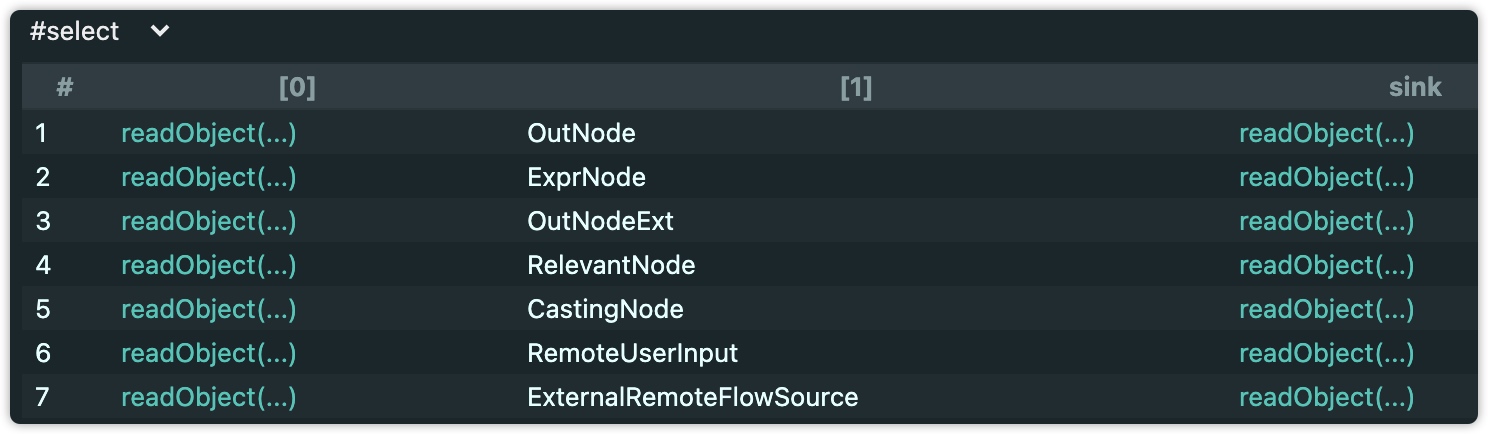 #select
# [0] [1] sink
1 readObject(...) OutNode readObject(...)
2 readObject(...) ExprNode readObject(...)
3 readObject(...) OutNodeExt readObject(...)
4 readObject(...) RelevantNode readObject(...)
5 readObject(...) CastingNode readObject(...)
6 readObject(...) RemoteUserInput readObject(...)
7 readObject(...) ExternalRemoteFlowSource readObject(...)